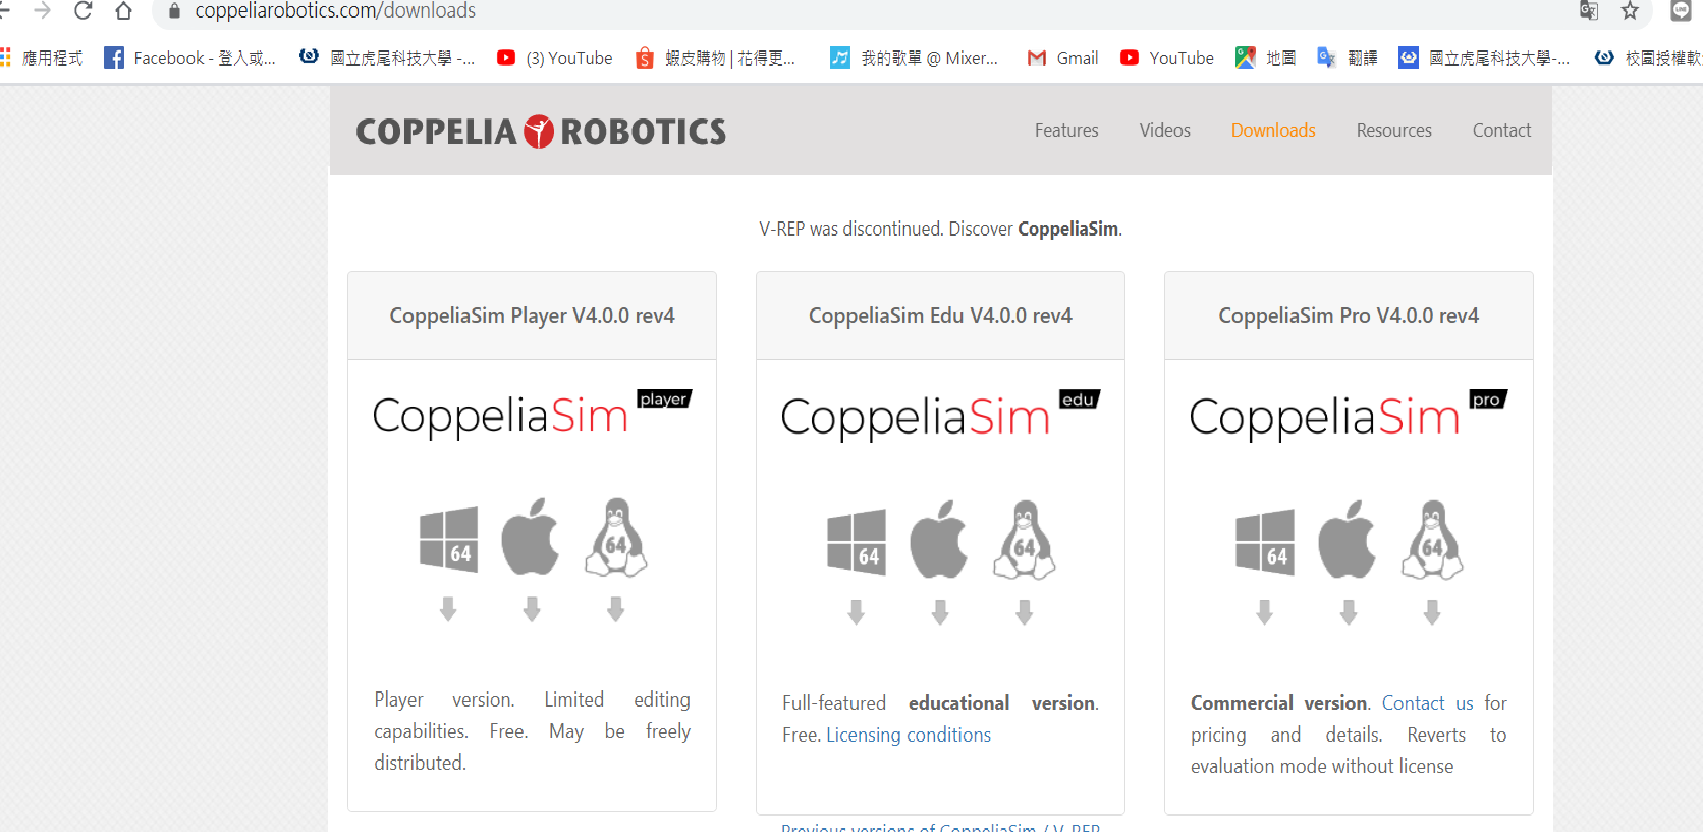 coppeliarobotics.com/downloads
應用程式 Facebook - 登入或... 國立虎尾科技大學 -... (3) YouTube 蝦皮購物 | 花得更... 我的歌單 @ Mixer... Gmail YouTube 地圖 翻譯 國立虎尾科技大學-... 校園授權軟
COPPELIA ROBOTICS Features Videos Downloads Resources Contact
V-REP was discontinued. Discover CoppeliaSim.
CoppeliaSim Player V4.0.0 rev4
CoppeliaSim player
64 64
Player version. Limited editing
capabilities. Free. May be freely
distributed.
CoppeliaSim Edu V4.0.0 rev4
CoppeliaSim edu
64 64
Full-featured educational version.
Free. Licensing conditions
CoppeliaSim Pro V4.0.0 rev4
CoppeliaSim pro
64 64
Commercial version. Contact us for
pricing and details. Reverts to
evaluation mode without license
Previous versions of CoppeliaSim / V-REP